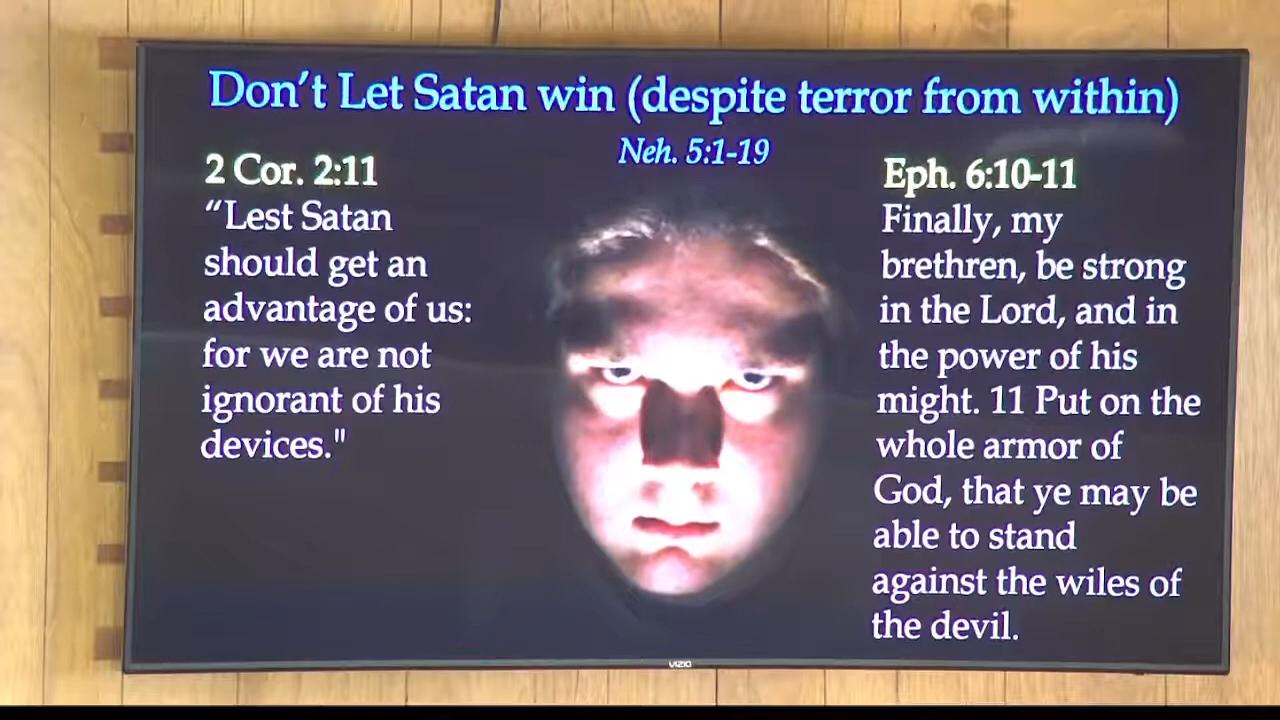 Don't Let Satan win (despite terror from within)
Neh. 5:1-19
2 Cor. 2:11
“Lest Satan
should get an
advantage of us:
for we are not
ignorant of his
devices."
Eph. 6:10-11
Finally, my
brethren, be strong
in the Lord, and in
the power of his
might. 11 Put on the
whole armor of
God, that ye may be
able to stand
against the wiles of
the devil.
VIZIO